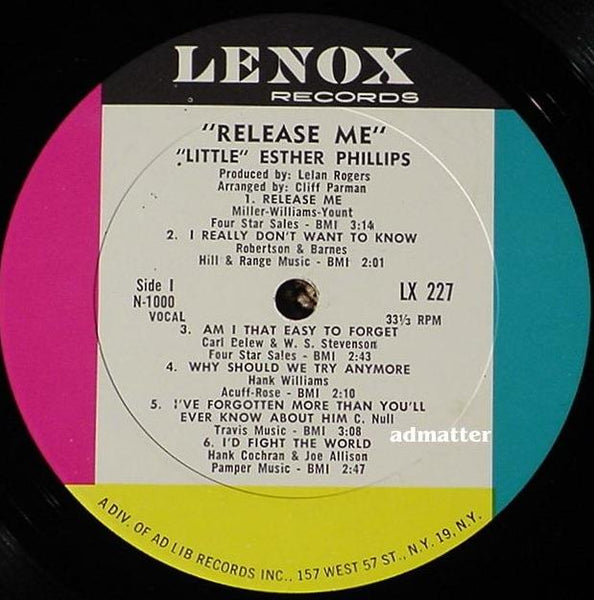 LENOX
RECORDS
"RELEASE ME"
"LITTLE" ESTHER PHILLIPS
Produced by: Lelan Rogers
Arranged by: Cliff Parman
1. RELEASE ME
Miller-Williams-Yount
Four Star Sales - BMI 3:14
2. I REALLY DON'T WANT TO KNOW
Robertson & Barnes
Hill & Range Music - BMI 2:01
Side I
N-1000
VOCAL
LX 227
33⅓ RPM
3. AM I THAT EASY TO FORGET
Carl Belew & W. S. Stevenson
Four Star Sales - BMI 2:43
4. WHY SHOULD WE TRY ANYMORE
Hank Williams
Acuff-Rose - BMI 2:10
5. I'VE FORGOTTEN MORE THAN YOU'LL
EVER KNOW ABOUT HIM C. Null
Travis Music - BMI 3:08
6. I'D FIGHT THE WORLD
Hank Cochran & Joe Allison
Pamper Music - BMI 2:47
admatter
A DIV. OF AD LIB RECORDS INC., 157 WEST 57 ST., N.Y. 19, N.Y.